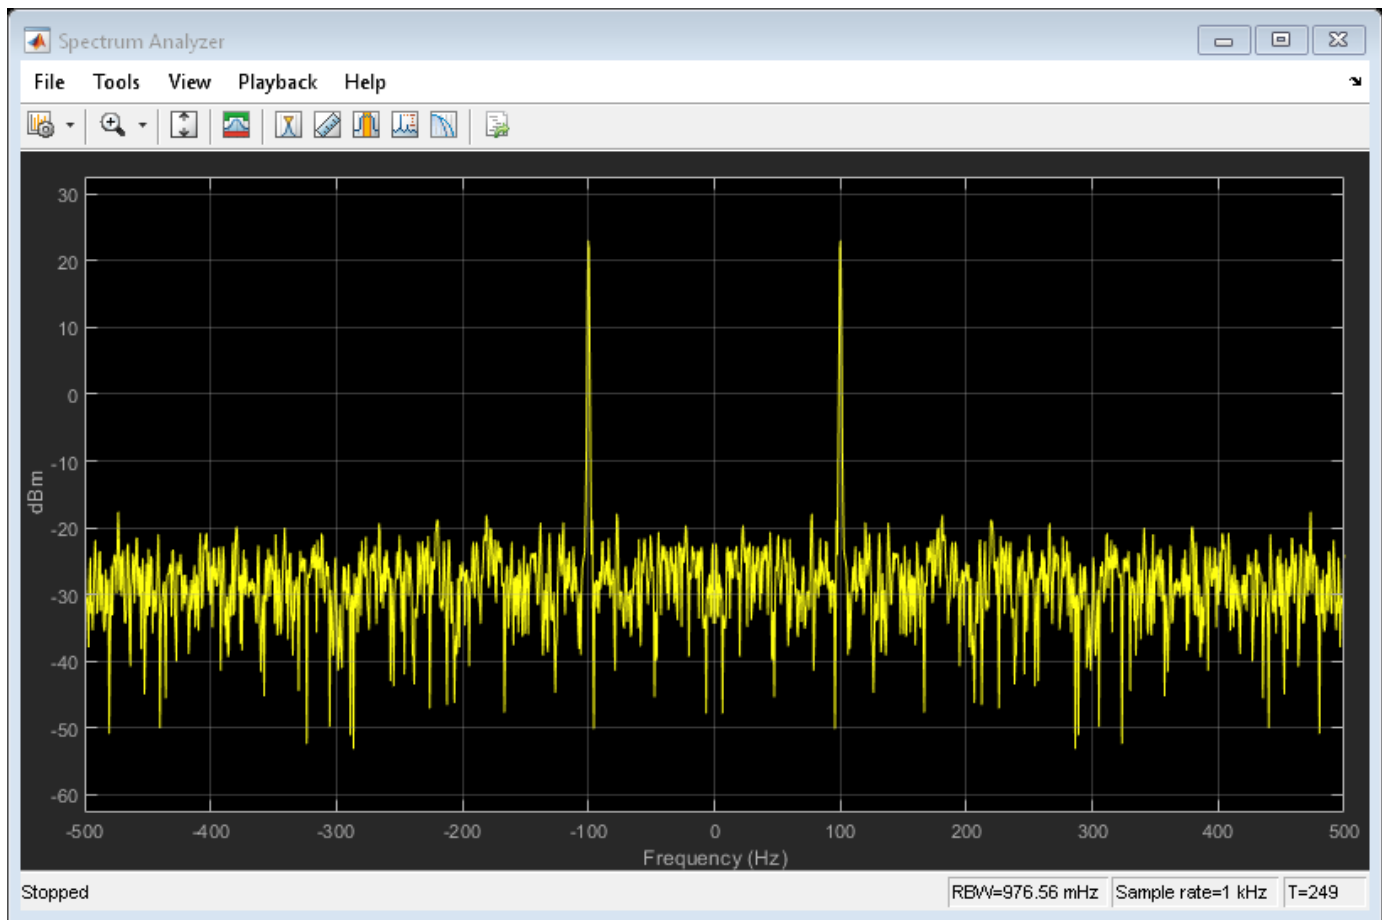 Spectrum Analyzer
File Tools View Playback Help
30
20
10
0
-10
-20
-30
-40
-50
-60
dBm
-500 -400 -300 -200 -100 0 100 200 300 400 500
Frequency (Hz)
Stopped RBW=976.56 mHz Sample rate=1 kHz T=249